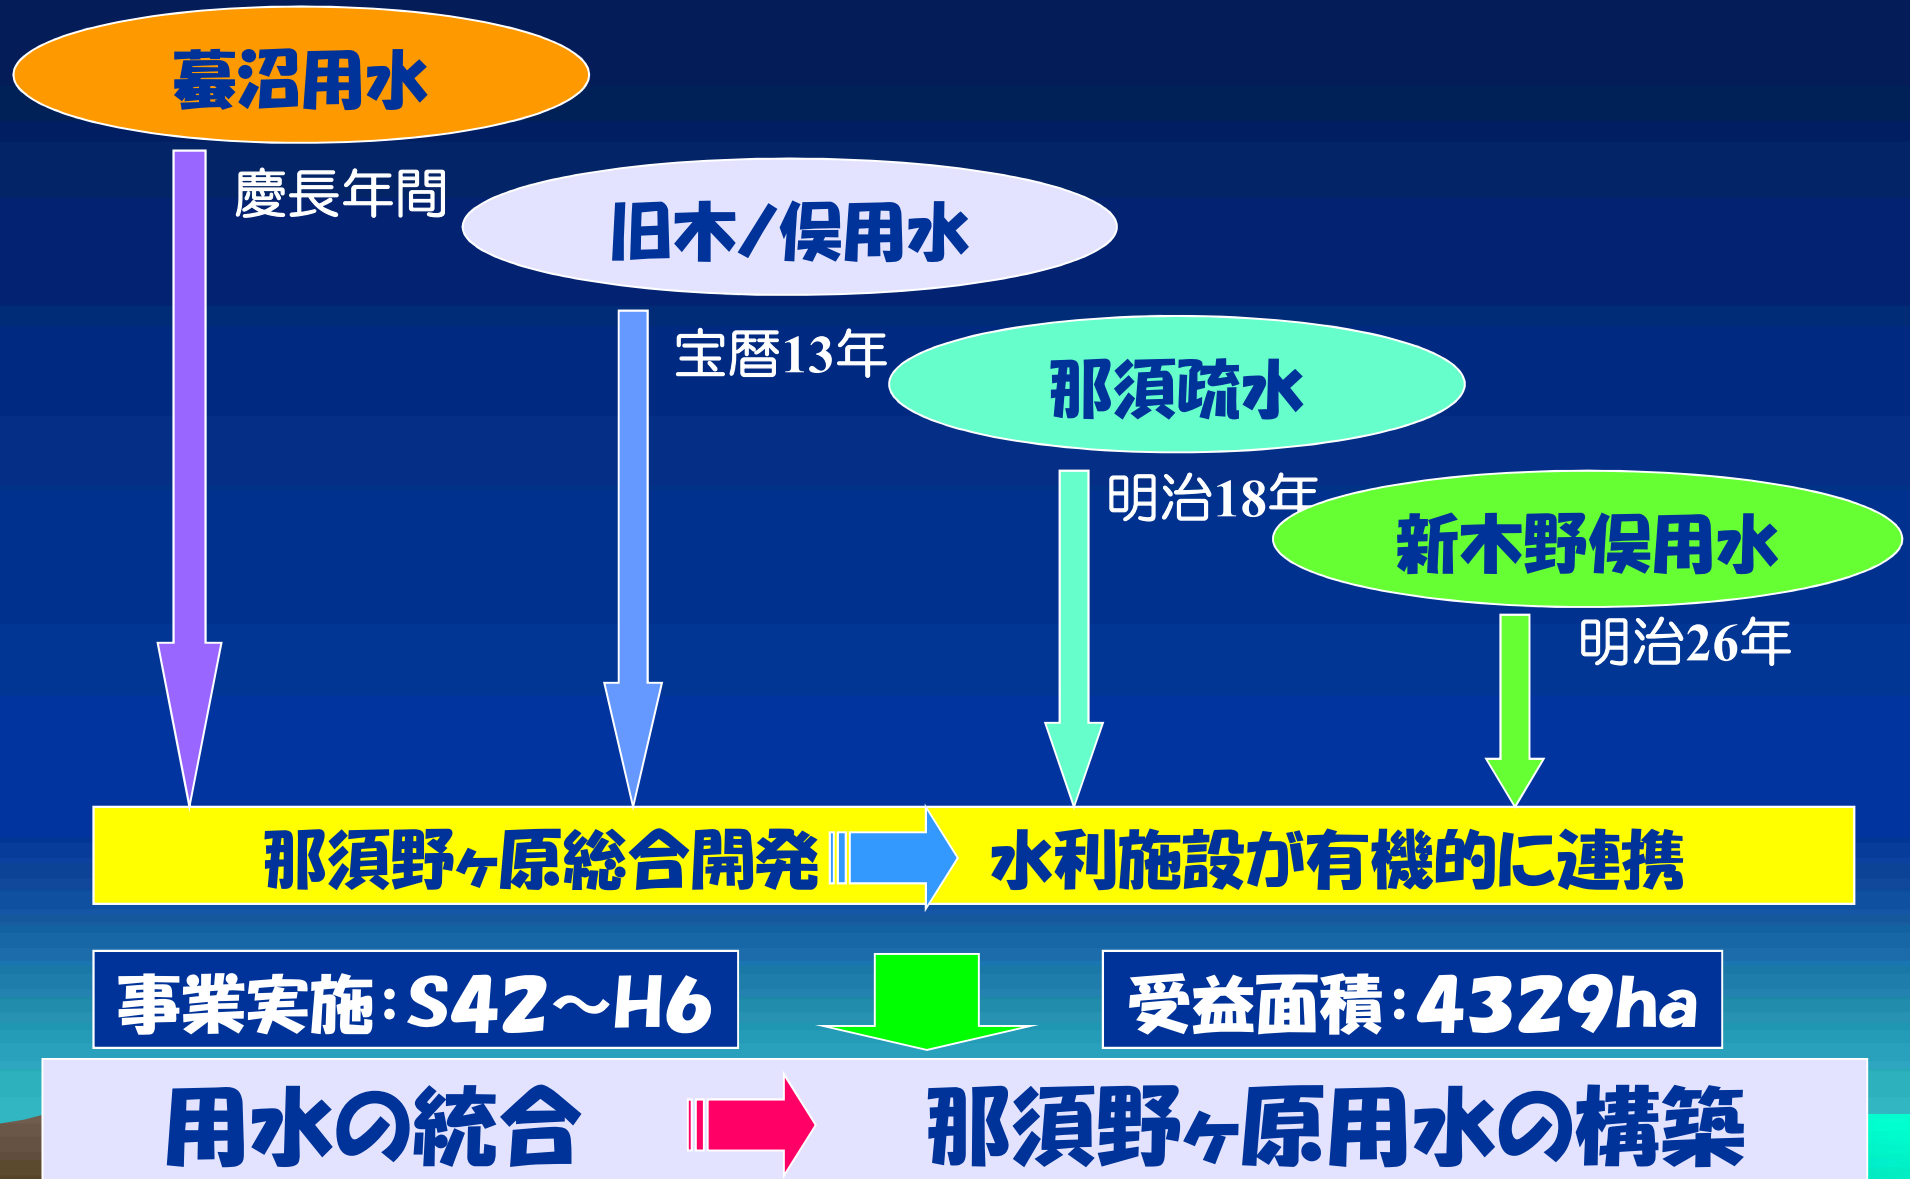 蟇沼用水
慶長年間
旧木ノ俣用水
宝暦13年
那須疏水
明治18年
新木野俣用水
明治26年
那須野ヶ原総合開発 水利施設が有機的に連携
事業実施：S42～H6
受益面積：4329ha
用水の統合 那須野ヶ原用水の構築